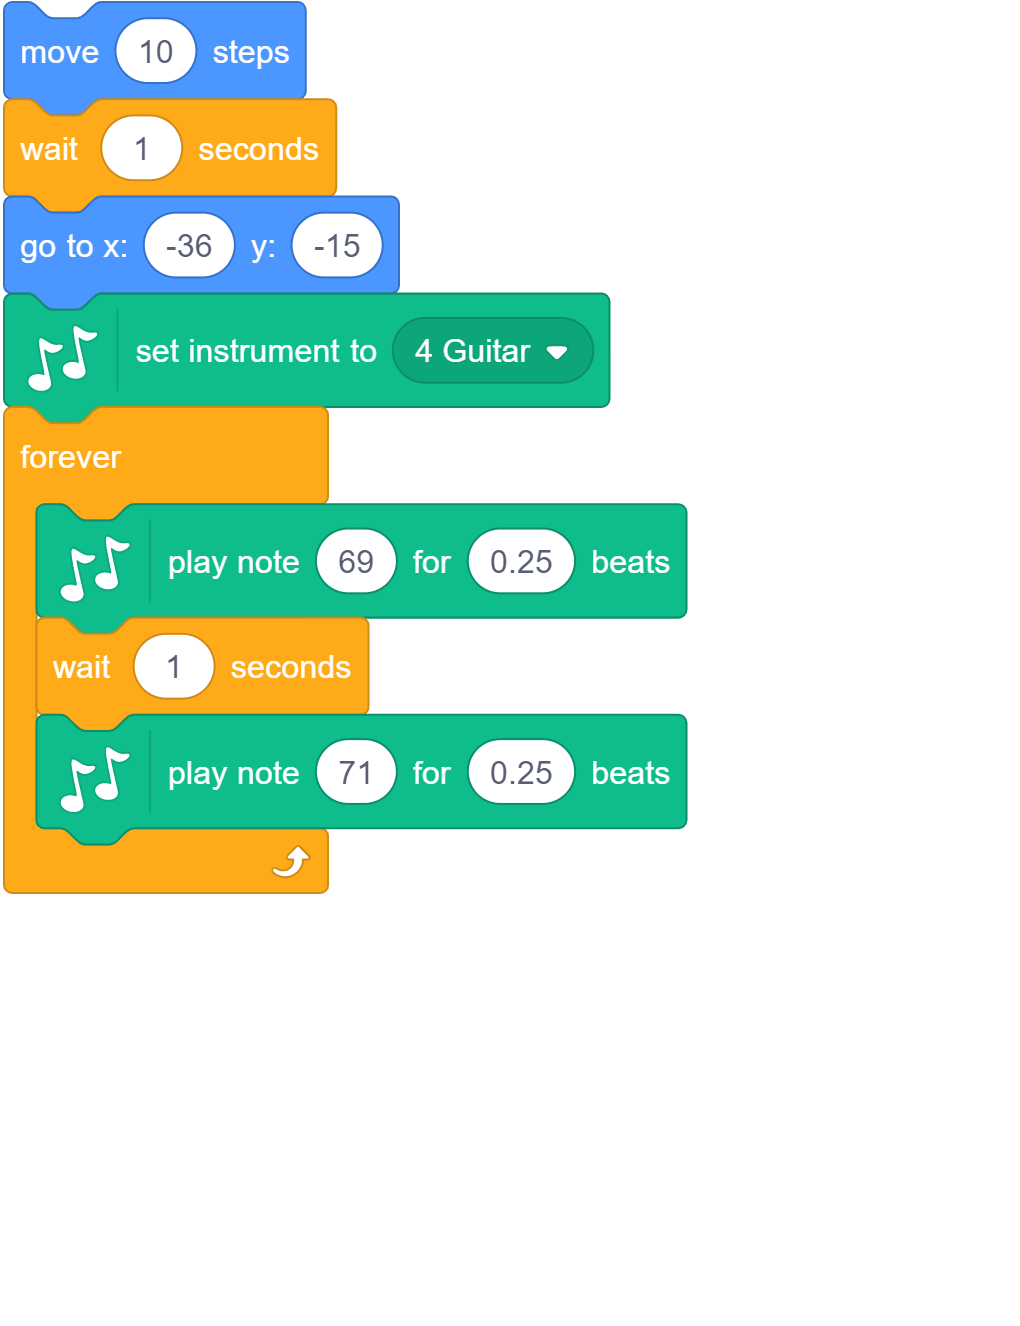 move 10 steps
wait 1 seconds
go to x: -36 y: -15
set instrument to 4 Guitar
forever
play note 69 for 0.25 beats
wait 1 seconds
play note 71 for 0.25 beats